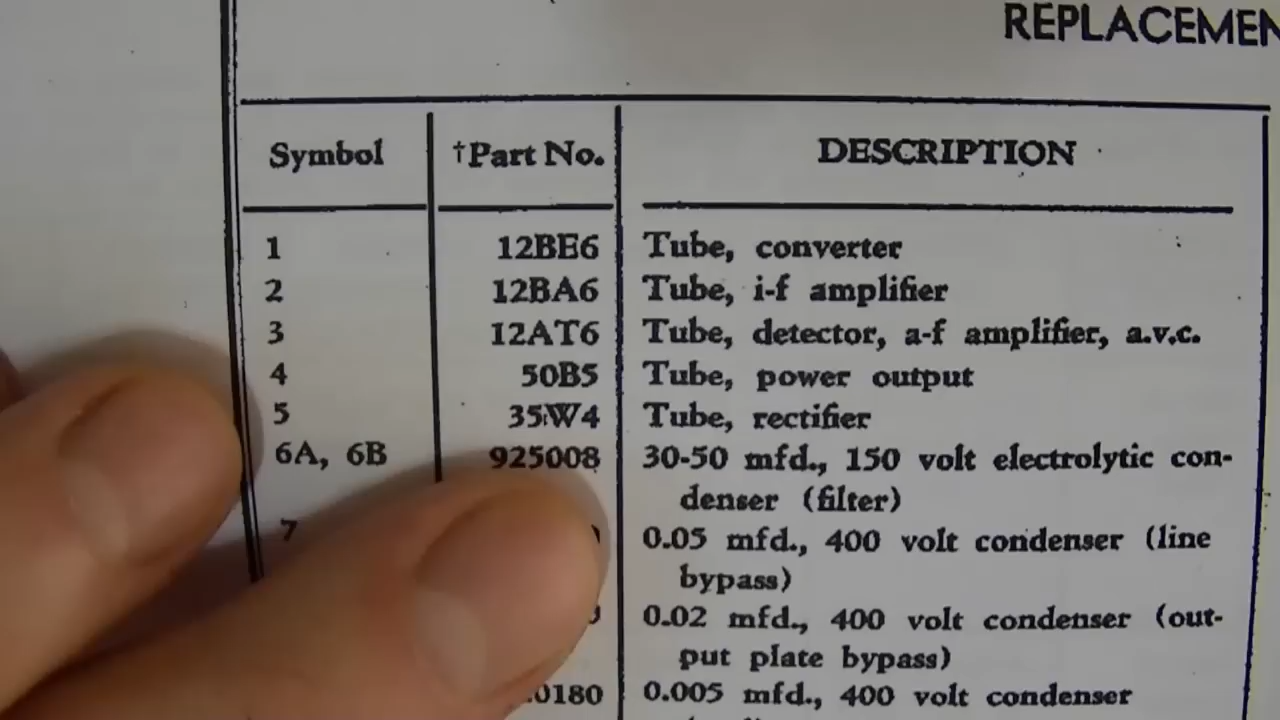 REPLACEMEN
Symbol †Part No. DESCRIPTION
1 12BE6 Tube, converter
2 12BA6 Tube, i-f amplifier
3 12AT6 Tube, detector, a-f amplifier, a.v.c.
4 50B5 Tube, power output
5 35W4 Tube, rectifier
6A, 6B 925008 30-50 mfd., 150 volt electrolytic con-
denser (filter)
7 0.05 mfd., 400 volt condenser (line
bypass)
0.02 mfd., 400 volt condenser (out-
put plate bypass)
0180 0.005 mfd., 400 volt condenser